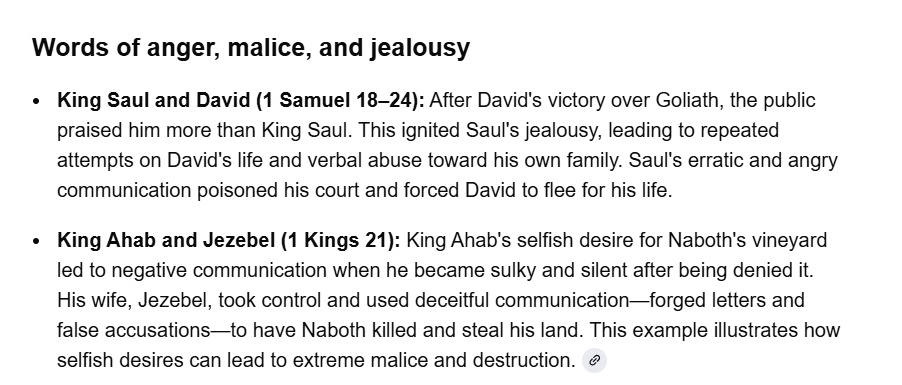 Words of anger, malice, and jealousy
• King Saul and David (1 Samuel 18–24): After David's victory over Goliath, the public
praised him more than King Saul. This ignited Saul's jealousy, leading to repeated
attempts on David's life and verbal abuse toward his own family. Saul's erratic and angry
communication poisoned his court and forced David to flee for his life.
• King Ahab and Jezebel (1 Kings 21): King Ahab's selfish desire for Naboth's vineyard
led to negative communication when he became sulky and silent after being denied it.
His wife, Jezebel, took control and used deceitful communication—forged letters and
false accusations—to have Naboth killed and steal his land. This example illustrates how
selfish desires can lead to extreme malice and destruction.